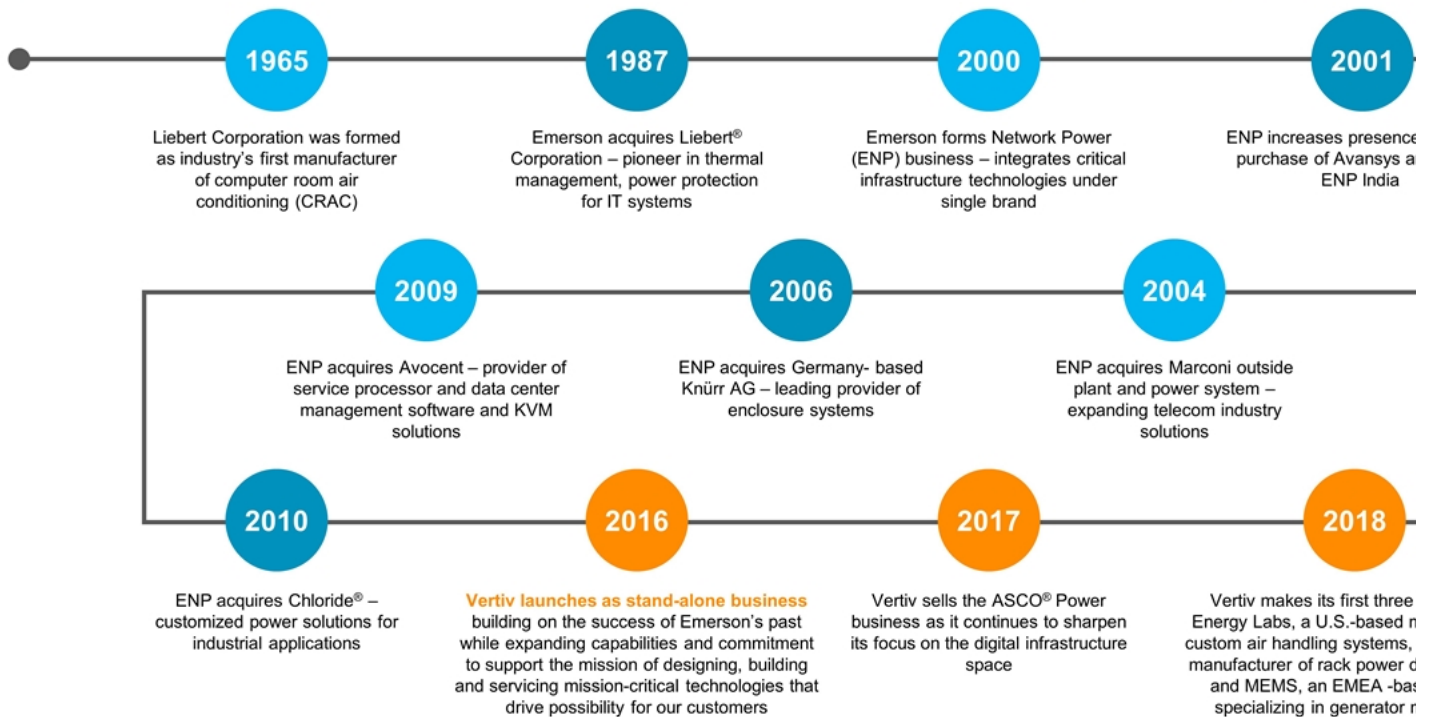 1965
Liebert Corporation was formed
as industry's first manufacturer
of computer room air
conditioning (CRAC)
1987
Emerson acquires Liebert®
Corporation – pioneer in thermal
management, power protection
for IT systems
2000
Emerson forms Network Power
(ENP) business – integrates critical
infrastructure technologies under
single brand
2001
ENP increases presence
purchase of Avansys
ENP India
2009
ENP acquires Avocent – provider of
service processor and data center
management software and KVM
solutions
2006
ENP acquires Germany- based
Knürr AG – leading provider of
enclosure systems
2004
ENP acquires Marconi outside
plant and power system –
expanding telecom industry
solutions
2010
ENP acquires Chloride® –
customized power solutions for
industrial applications
2016
Vertiv launches as stand-alone business
building on the success of Emerson's past
while expanding capabilities and commitment
to support the mission of designing, building
and servicing mission-critical technologies that
drive possibility for our customers
2017
Vertiv sells the ASCO® Power
business as it continues to sharpen
its focus on the digital infrastructure
space
2018
Vertiv makes its first three
Energy Labs, a U.S.-based
custom air handling systems,
manufacturer of rack power
and MEMS, an EMEA
specializing in generator